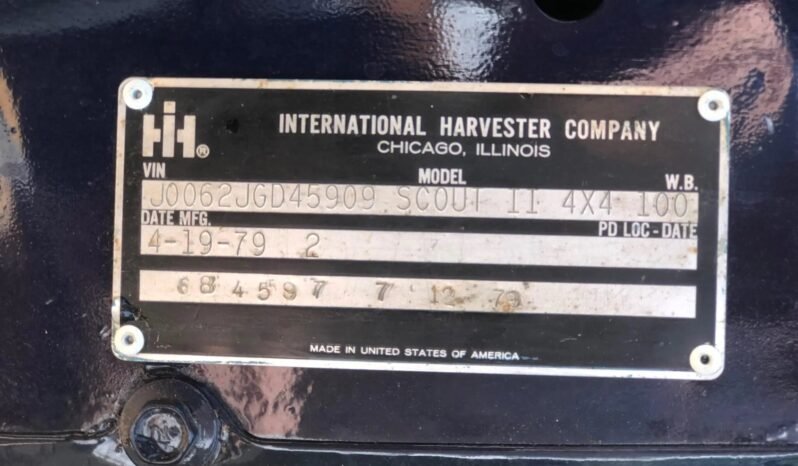 IH®
INTERNATIONAL HARVESTER COMPANY
CHICAGO, ILLINOIS
VIN MODEL W.B.
J0062JGD45909 SCOUT II 4X4 100
DATE MFG. PD LOC-DATE
4-19-79 2
684597 7 12 79
MADE IN UNITED STATES OF AMERICA